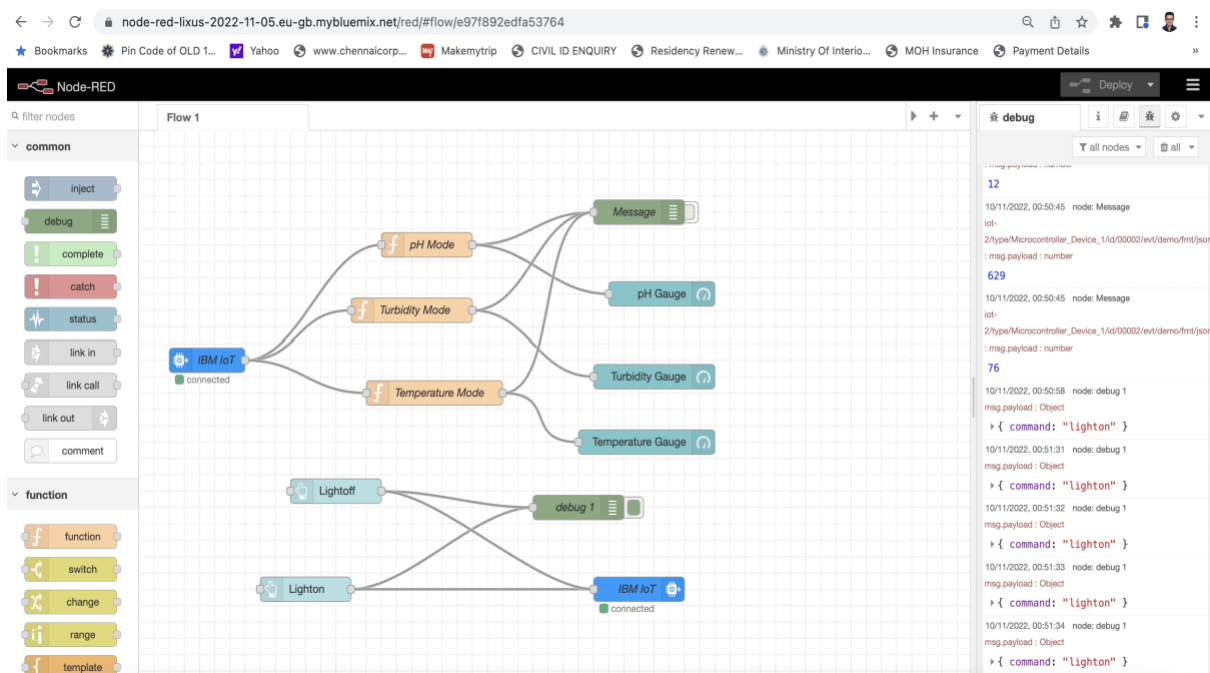 node-red-lixus-2022-11-05.eu-gb.mybluemix.net/red/#flow/e97f892edfa53764
Bookmarks Pin Code of OLD 1... Yahoo www.chennaicorp... Makemytrip CIVIL ID ENQUIRY Residency Renew... Ministry Of Interio... MOH Insurance Payment Details »
Node-RED Deploy
filter nodes
common
inject
debug
complete
catch
status
link in
link call
link out
comment
function
function
switch
change
range
template
Flow 1
Message
pH Mode
pH Gauge
Turbidity Mode
IBM IoT
connected
Turbidity Gauge
Temperature Mode
Temperature Gauge
Lightoff
debug 1
Lighton
IBM IoT
connected
debug
all nodes all
: msg.payload : number
12
10/11/2022, 00:50:45 node: Message
iot-
2/type/Microcontroller_Device_1/id/00002/evt/demo/fmt/jsor
: msg.payload : number
629
10/11/2022, 00:50:45 node: Message
iot-
2/type/Microcontroller_Device_1/id/00002/evt/demo/fmt/jsor
: msg.payload : number
76
10/11/2022, 00:50:58 node: debug 1
msg.payload : Object
{ command: "lighton" }
10/11/2022, 00:51:31 node: debug 1
msg.payload : Object
{ command: "lighton" }
10/11/2022, 00:51:32 node: debug 1
msg.payload : Object
{ command: "lighton" }
10/11/2022, 00:51:33 node: debug 1
msg.payload : Object
{ command: "lighton" }
10/11/2022, 00:51:34 node: debug 1
msg.payload : Object
{ command: "lighton" }